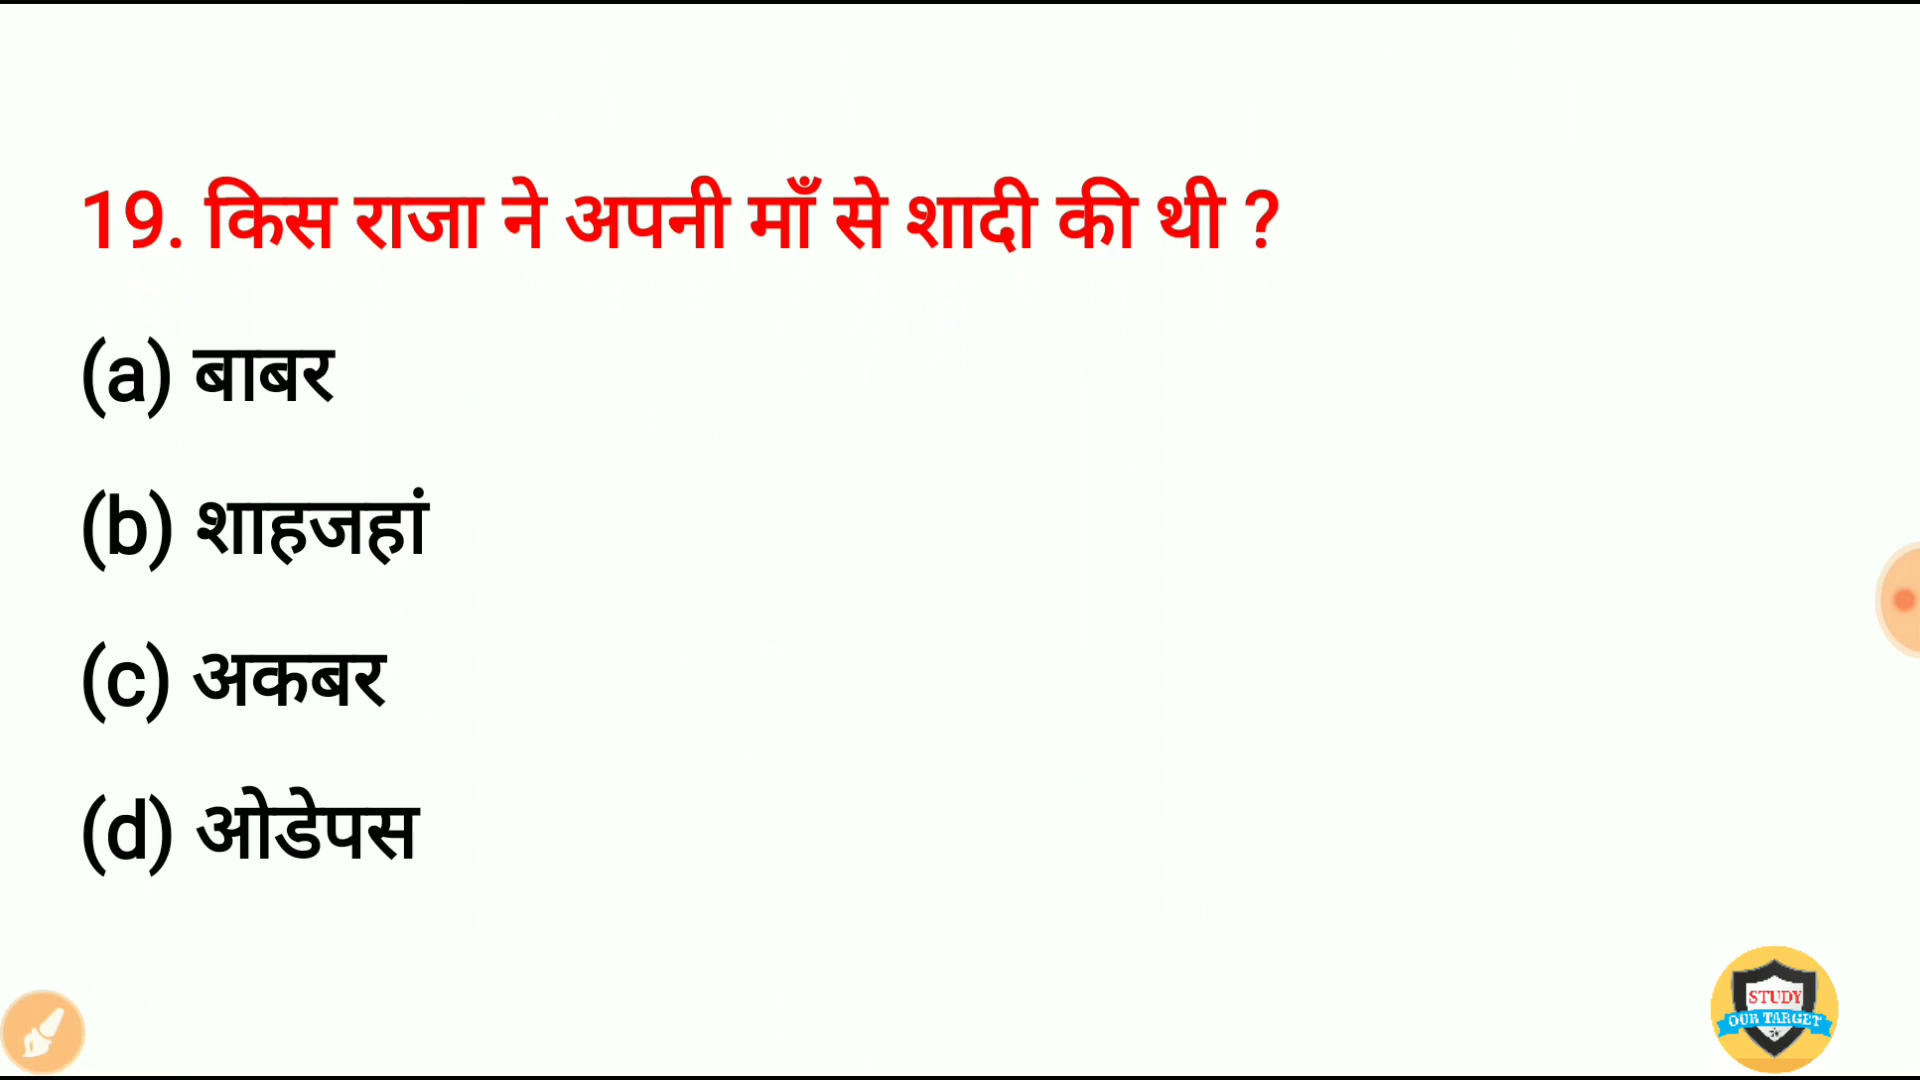 19. किस राजा ने अपनी माँ से शादी की थी ?
(a) बाबर
(b) शाहजहां
(c) अकबर
(d) ओडेपस
STUDY
OUR TARGET